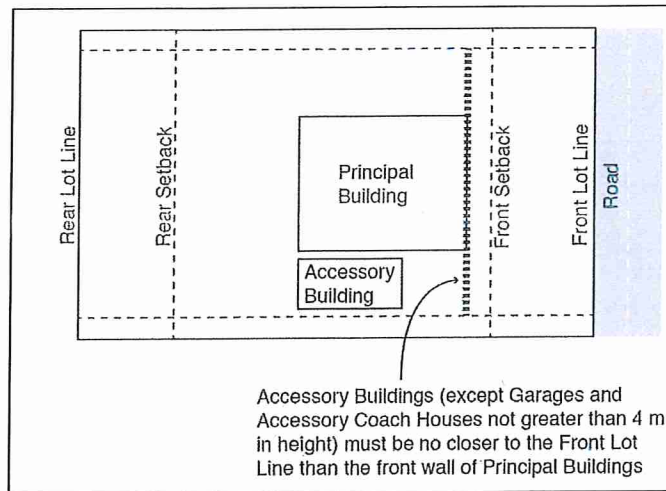 Rear Lot Line
Rear Setback
Principal
Building
Accessory
Building
Front Setback
Front Lot Line
Road
Accessory Buildings (except Garages and
Accessory Coach Houses not greater than 4 m
in height) must be no closer to the Front Lot
Line than the front wall of Principal Buildings